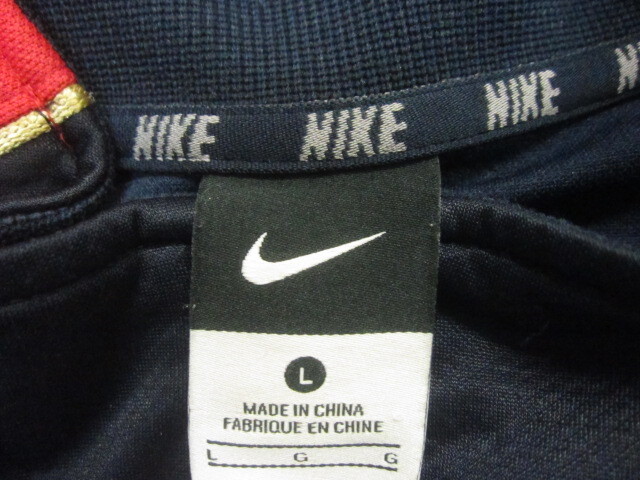 NIKE NIKE NIKE
L
MADE IN CHINA
FABRIQUE EN CHINE
L G G